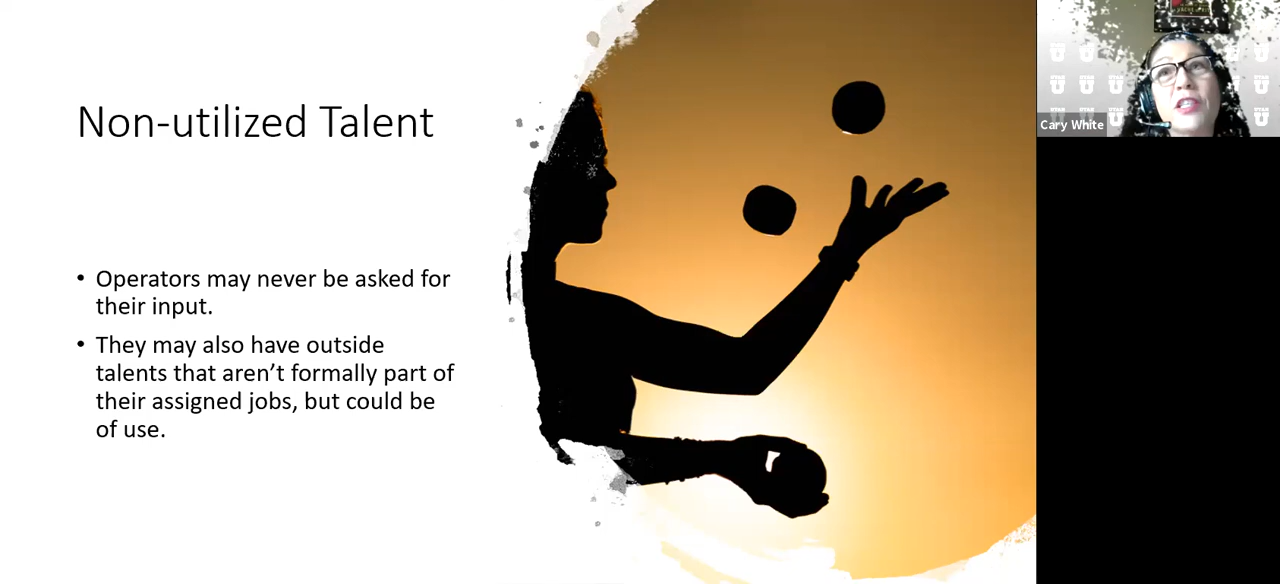 Non-utilized Talent
• Operators may never be asked for
their input.
• They may also have outside
talents that aren’t formally part of
their assigned jobs, but could be
of use.
Cary White